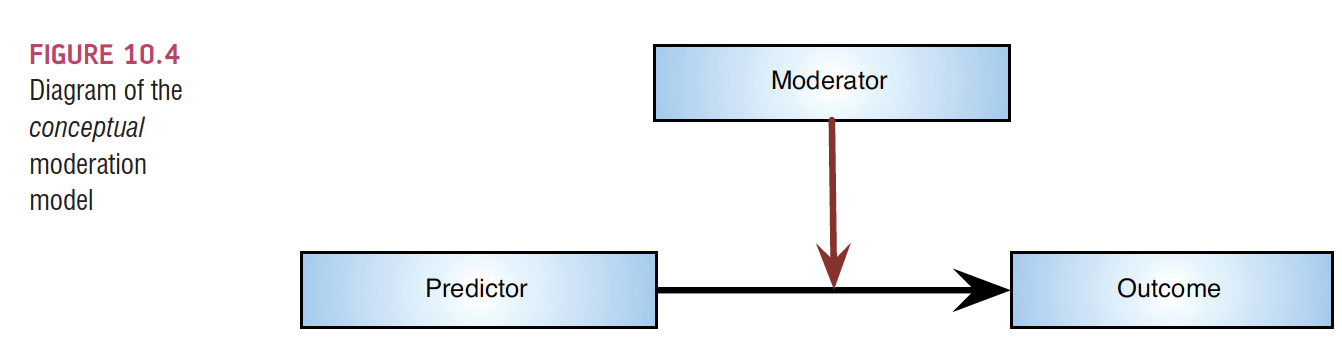 FIGURE 10.4
Diagram of the
conceptual
moderation
model
Moderator
Predictor
Outcome